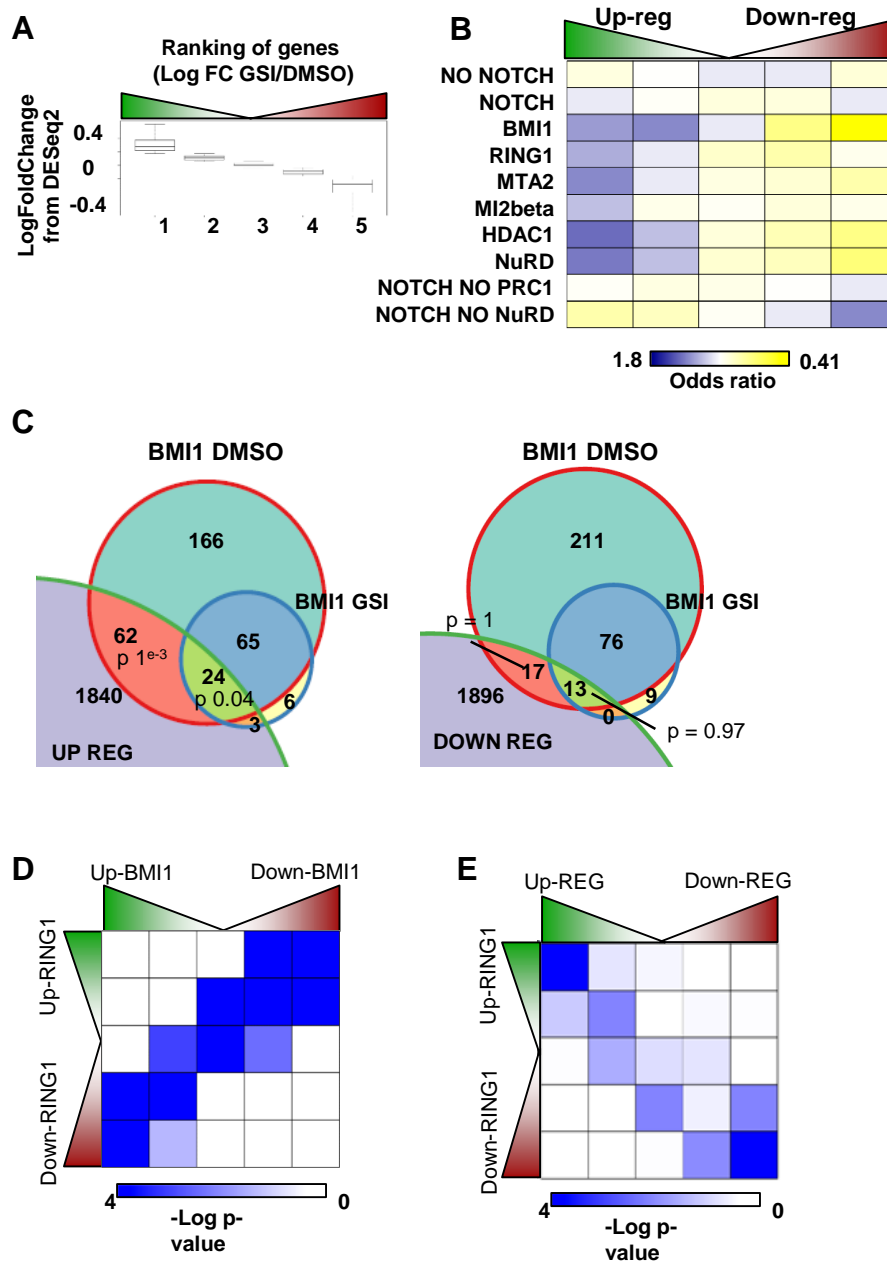 A
Ranking of genes
(Log FC GSI/DMSO)
LogFoldChange
from DESeq2
0.4
0
-0.4
1 2 3 4 5
B
Up-reg Down-reg
NO NOTCH
NOTCH
BMI1
RING1
MTA2
MI2beta
HDAC1
NuRD
NOTCH NO PRC1
NOTCH NO NuRD
1.8 0.41
Odds ratio
C
BMI1 DMSO
166
BMI1 GSI
62
p 1e-3
65
24
p 0.04
6
3
1840
UP REG
BMI1 DMSO
211
BMI1 GSI
p = 1
76
17
13
9
0
1896
p = 0.97
DOWN REG
D
Up-BMI1 Down-BMI1
Up-RING1
Down-RING1
4 0
-Log p-
value
E
Up-REG Down-REG
Up-RING1
Down-RING1
4 0
-Log p-
value